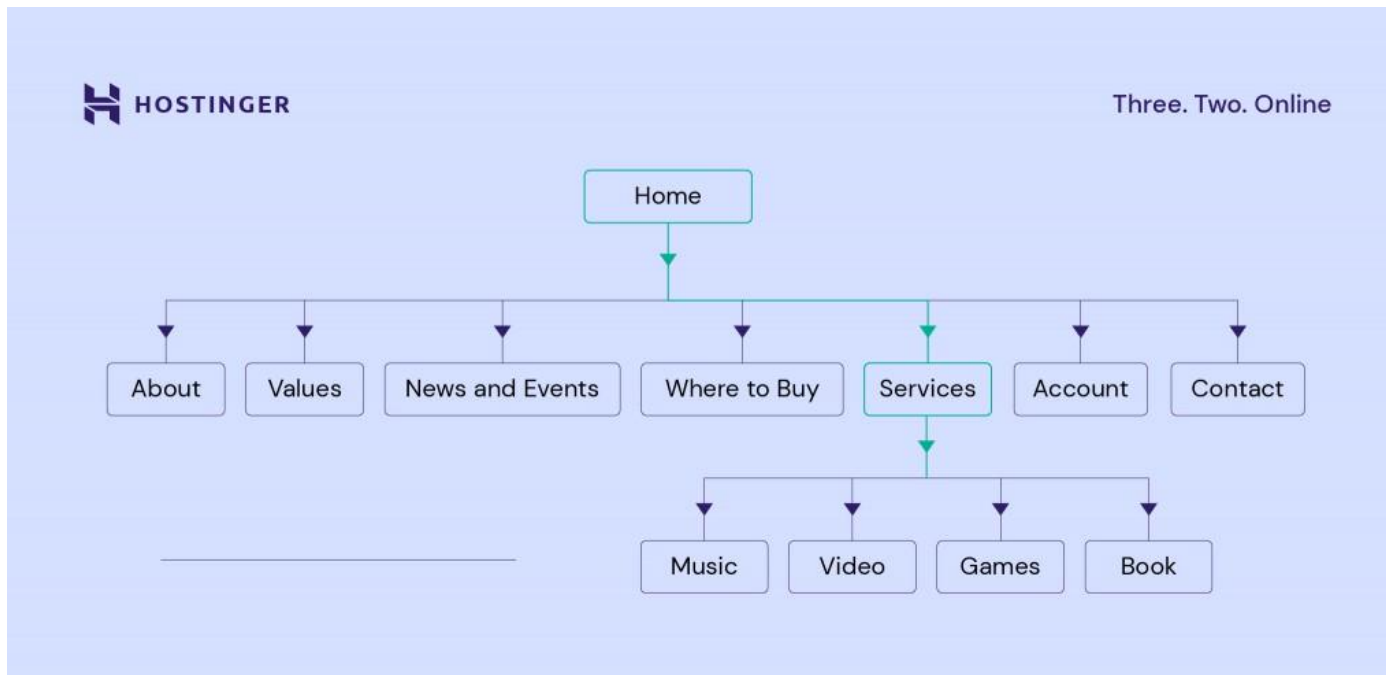 HOSTINGER
Three. Two. Online
Home
About
Values
News and Events
Where to Buy
Services
Account
Contact
Music
Video
Games
Book